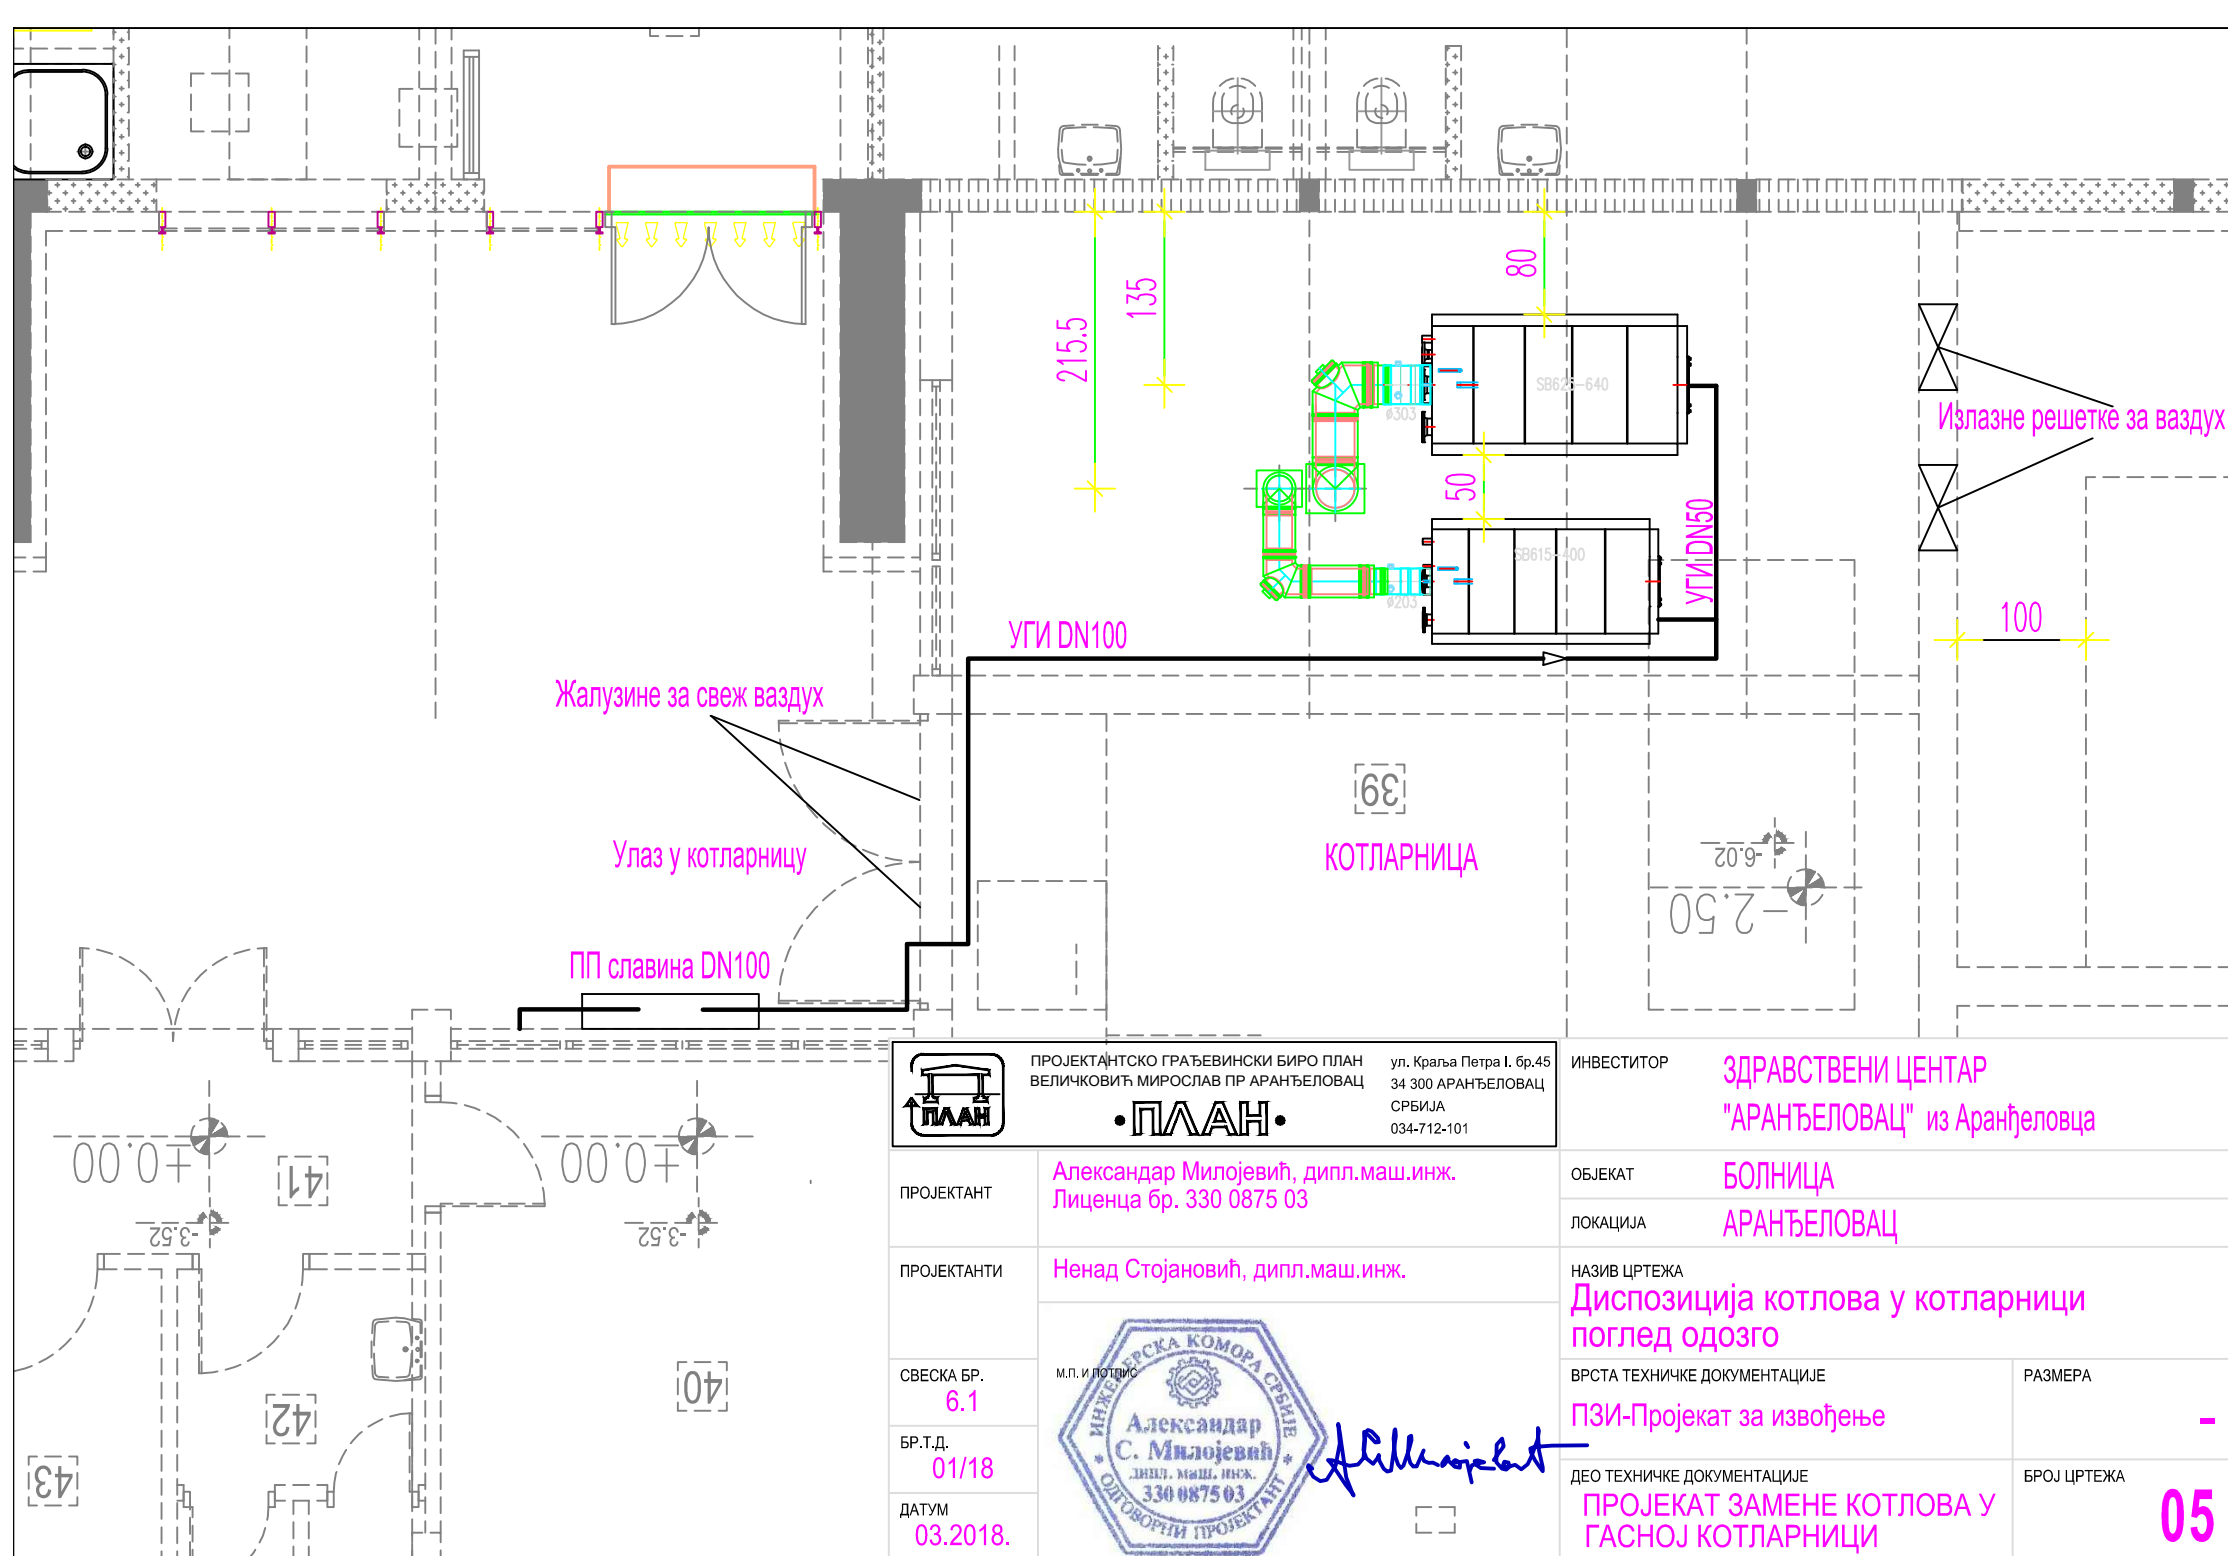 215.5
135
80
SB625-640
ø303
50
SB615-400
ø203
УГИ DN50
УГИ DN100
Излазне решетке за ваздух
100
Жалузине за свеж ваздух
Улаз у котларницу
ПП славина DN100
39
КОТЛАРНИЦА
-6.02
-2.50
+0.00
41
-3.52
+0.00
-3.52
40
42
43
ПРОЈЕКТАНТСКО ГРАЂЕВИНСКИ БИРО ПЛАН
ВЕЛИЧКОВИЋ МИРОСЛАВ ПР АРАНЂЕЛОВАЦ
•ПЛАН•
ПЛАН
ул. Краља Петра I. бр.45
34 300 АРАНЂЕЛОВАЦ
СРБИЈА
034-712-101
ИНВЕСТИТОР
ЗДРАВСТВЕНИ ЦЕНТАР
"АРАНЂЕЛОВАЦ" из Аранђеловца
ПРОЈЕКТАНТ
Александар Милојевић, дипл.маш.инж.
Лиценца бр. 330 0875 03
ОБЈЕКАТ
БОЛНИЦА
ЛОКАЦИЈА
АРАНЂЕЛОВАЦ
ПРОЈЕКТАНТИ
Ненад Стојановић, дипл.маш.инж.
НАЗИВ ЦРТЕЖА
Диспозиција котлова у котларници
поглед одозго
СВЕСКА БР.
6.1
М.П. И ПОТПИС
ИНЖЕЊЕРСКА КОМОРА СРБИЈЕ
Александар
С. Милојевић
дипл. маш. инж.
330 0875 03
ОДГОВОРНИ ПРОЈЕКТАНТ
ВРСТА ТЕХНИЧКЕ ДОКУМЕНТАЦИЈЕ
ПЗИ-Пројекат за извођење
РАЗМЕРА
-
БР.Т.Д.
01/18
ДАТУМ
03.2018.
ДЕО ТЕХНИЧКЕ ДОКУМЕНТАЦИЈЕ
ПРОЈЕКАТ ЗАМЕНЕ КОТЛОВА У
ГАСНОЈ КОТЛАРНИЦИ
БРОЈ ЦРТЕЖА
05